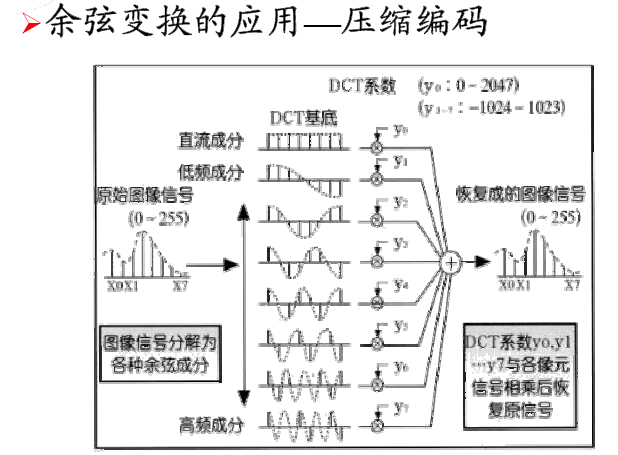 余弦变换的应用—压缩编码
DCT系数 (y0：0~2047)
(y1~7：-1024~1023)
DCT基底
直流成分
y0
低频成分
y1
原始图像信号
(0~255)
y2
恢复成的图像信号
(0~255)
y3
X0X1 X7
X0X1 X7
y4
图像信号分解为
各种余弦成分
y5
DCT系数yo,y1
…y7与各像元
信号相乘后恢
复原信号
y6
高频成分
y7